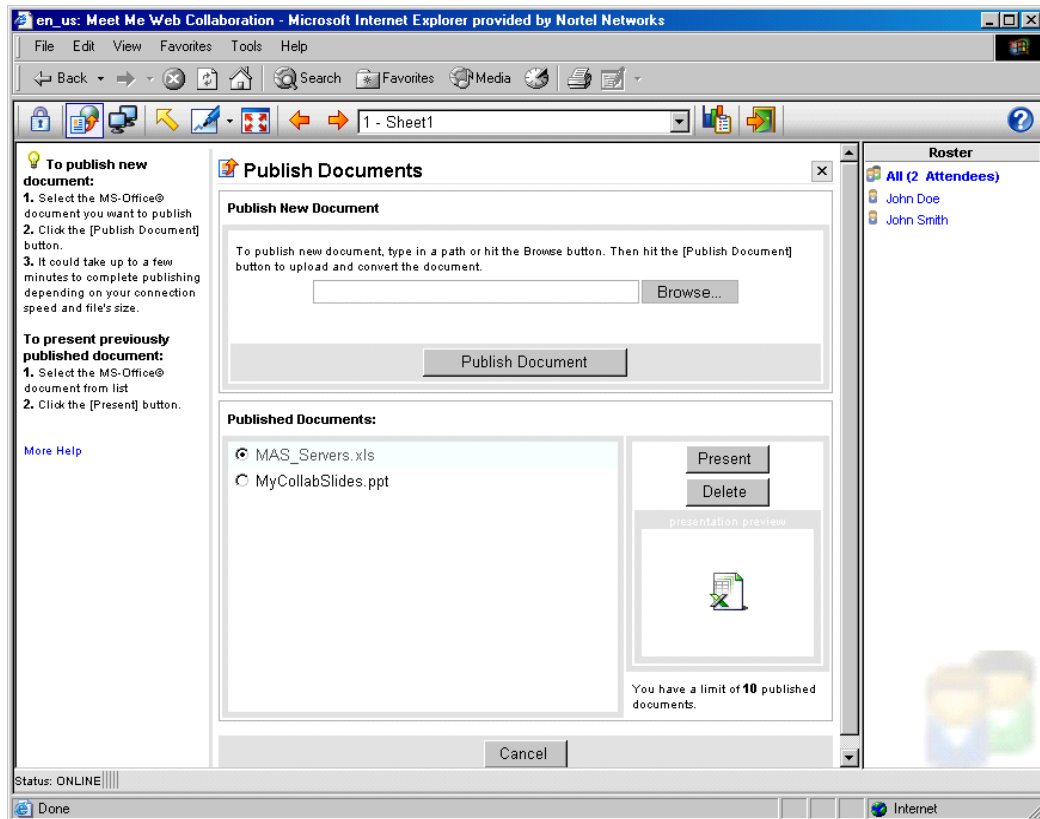 en_us: Meet Me Web Collaboration - Microsoft Internet Explorer provided by Nortel Networks
File Edit View Favorites Tools Help
Back Search Favorites Media
1 - Sheet1
To publish new
document:
1. Select the MS-Office®
document you want to publish
2. Click the [Publish Document]
button.
3. It could take up to a few
minutes to complete publishing
depending on your connection
speed and file's size.
To present previously
published document:
1. Select the MS-Office®
document from list
2. Click the [Present] button.
More Help
Publish Documents
Publish New Document
To publish new document, type in a path or hit the Browse button. Then hit the [Publish Document]
button to upload and convert the document.
Browse...
Publish Document
Published Documents:
MAS_Servers.xls
MyCollabSlides.ppt
Present
Delete
presentation preview
You have a limit of 10 published
documents.
Cancel
Roster
All (2 Attendees)
John Doe
John Smith
Status: ONLINE
Done
Internet